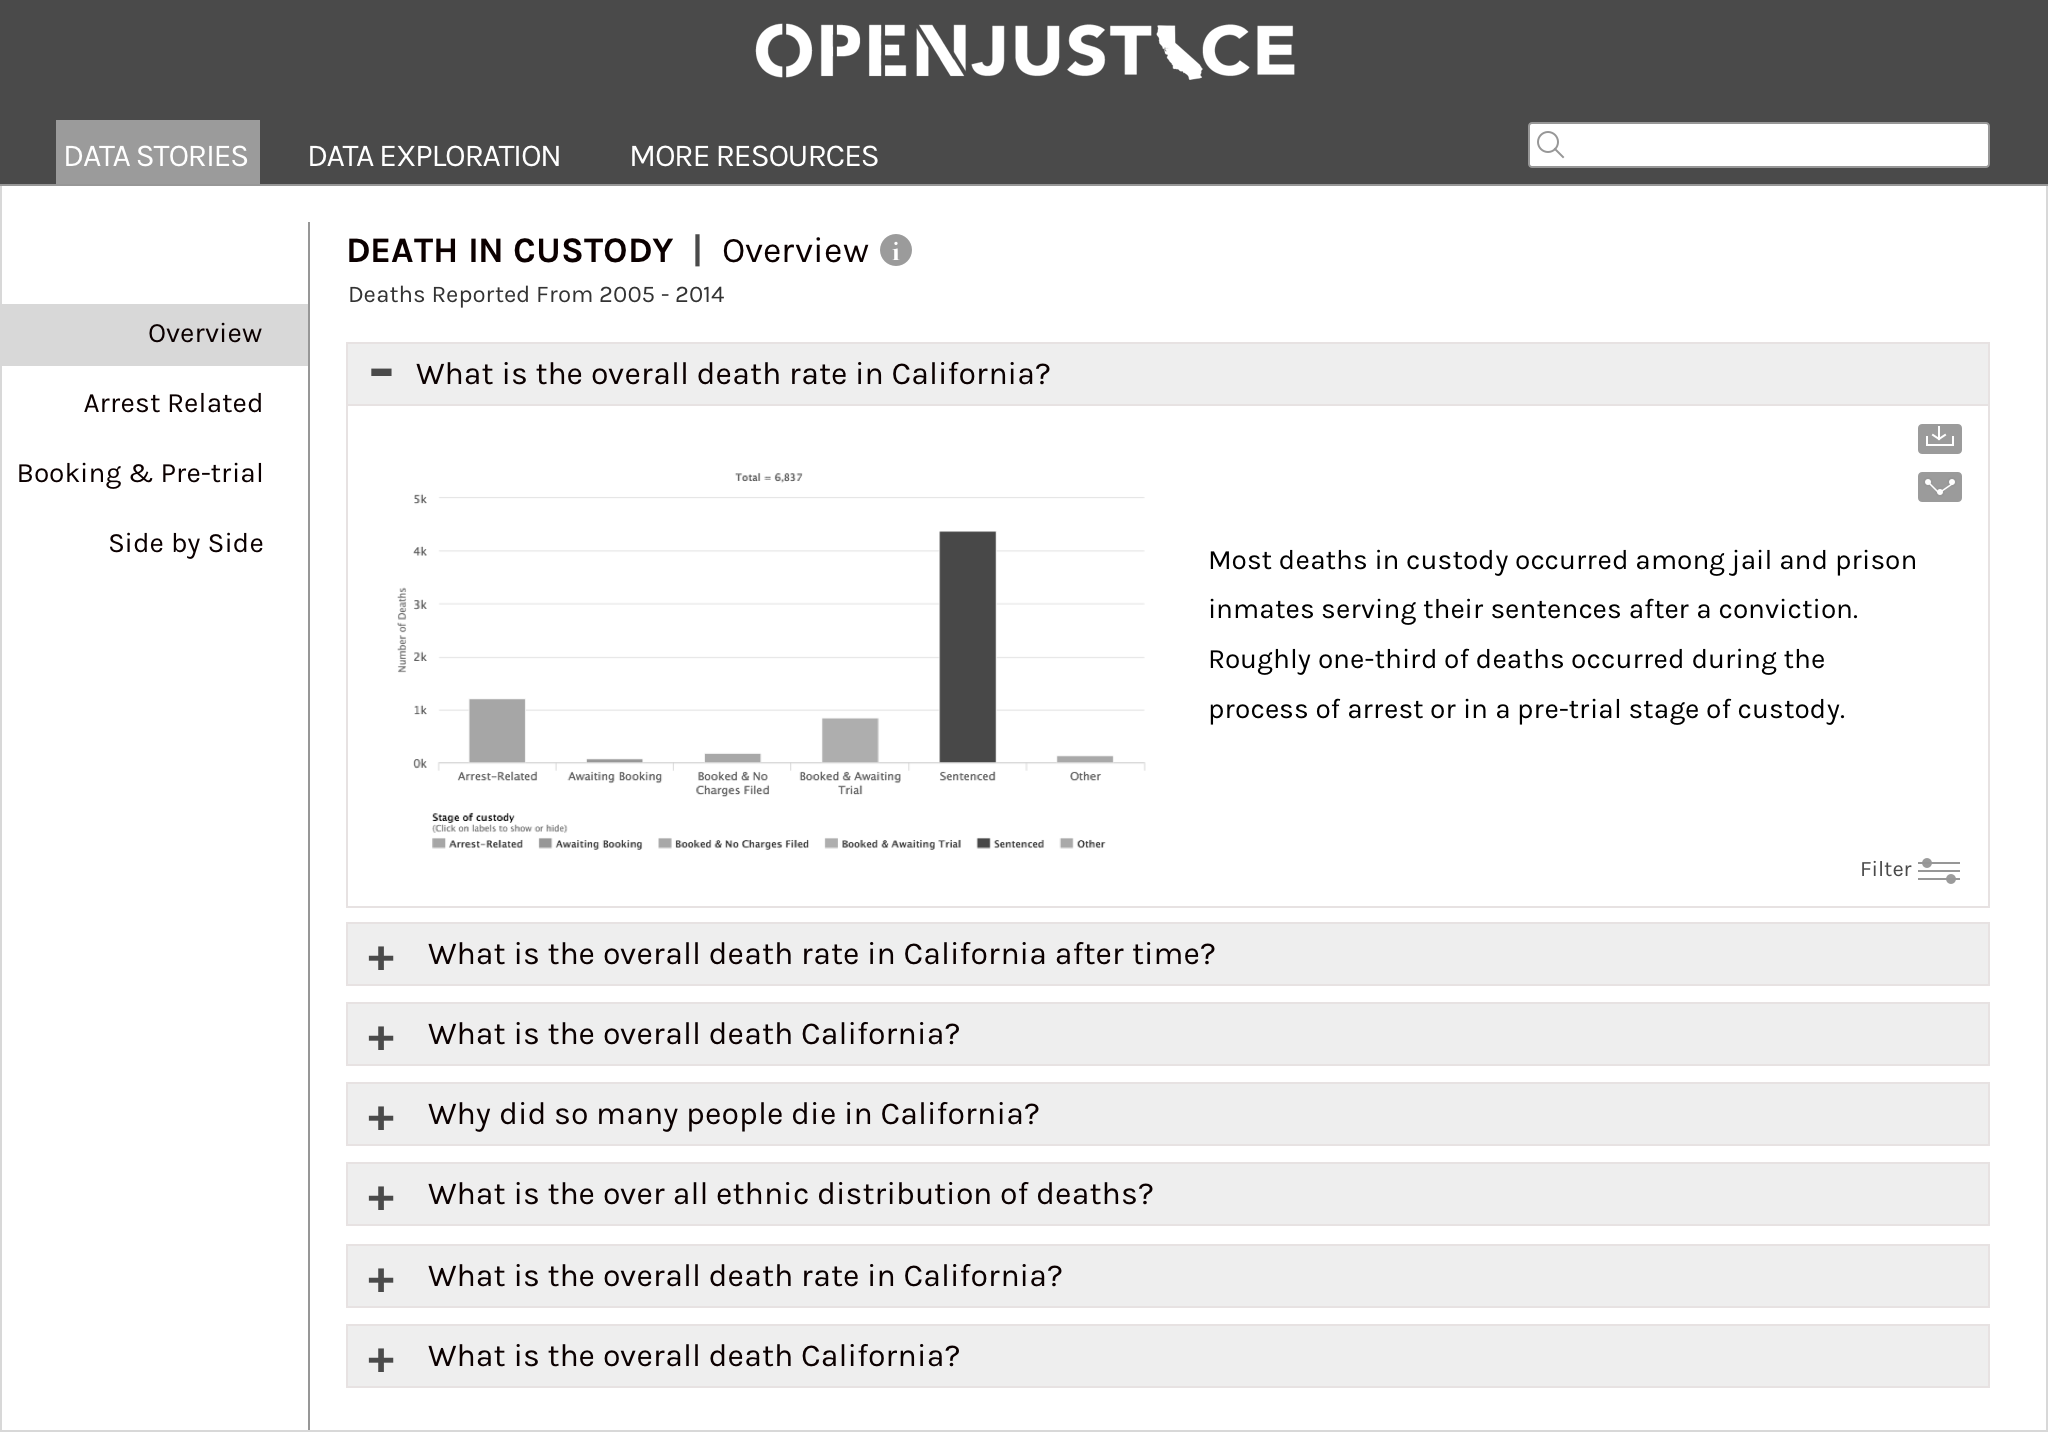 OPENJUSTICE
DATA STORIES
DATA EXPLORATION
MORE RESOURCES
Overview
Arrest Related
Booking & Pre-trial
Side by Side
DEATH IN CUSTODY | Overview i
Deaths Reported From 2005 - 2014
What is the overall death rate in California?
Total = 6,837
5k
4k
3k
2k
1k
0k
Number of Deaths
Arrest-Related
Awaiting Booking
Booked & No
Charges Filed
Booked & Awaiting
Trial
Sentenced
Other
Stage of custody
(Click on labels to show or hide)
Arrest-Related Awaiting Booking Booked & No Charges Filed Booked & Awaiting Trial Sentenced Other
Most deaths in custody occurred among jail and prison
inmates serving their sentences after a conviction.
Roughly one-third of deaths occurred during the
process of arrest or in a pre-trial stage of custody.
Filter
What is the overall death rate in California after time?
What is the overall death California?
Why did so many people die in California?
What is the over all ethnic distribution of deaths?
What is the overall death rate in California?
What is the overall death California?